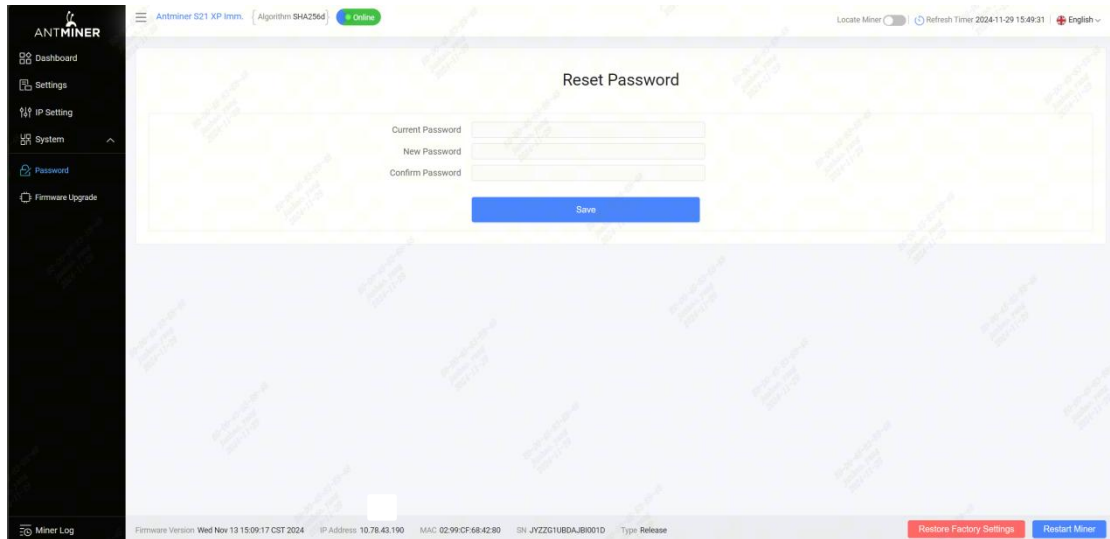 ANTMINER
Antminer S21 XP Imm. { Algorithm SHA256d } Online
Locate Miner Refresh Timer 2024-11-29 15:49:31 English
Dashboard
Settings
IP Setting
System
Password
Firmware Upgrade
Reset Password
Current Password
New Password
Confirm Password
Save
Miner Log
Firmware Version Wed Nov 13 15:09:17 CST 2024 IP Address 10.78.43.190 MAC 02:99:CF:68:42:80 SN JYZZG1UBDAJBI001D Type Release
Restore Factory Settings
Restart Miner